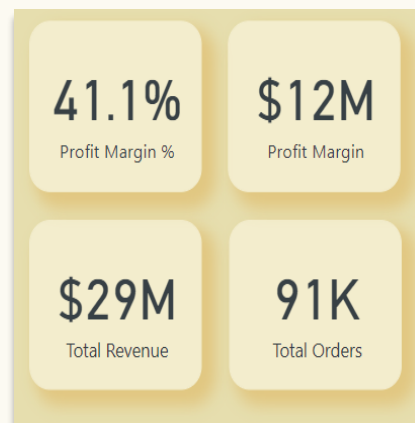 41.1%
Profit Margin %
$12M
Profit Margin
$29M
Total Revenue
91K
Total Orders